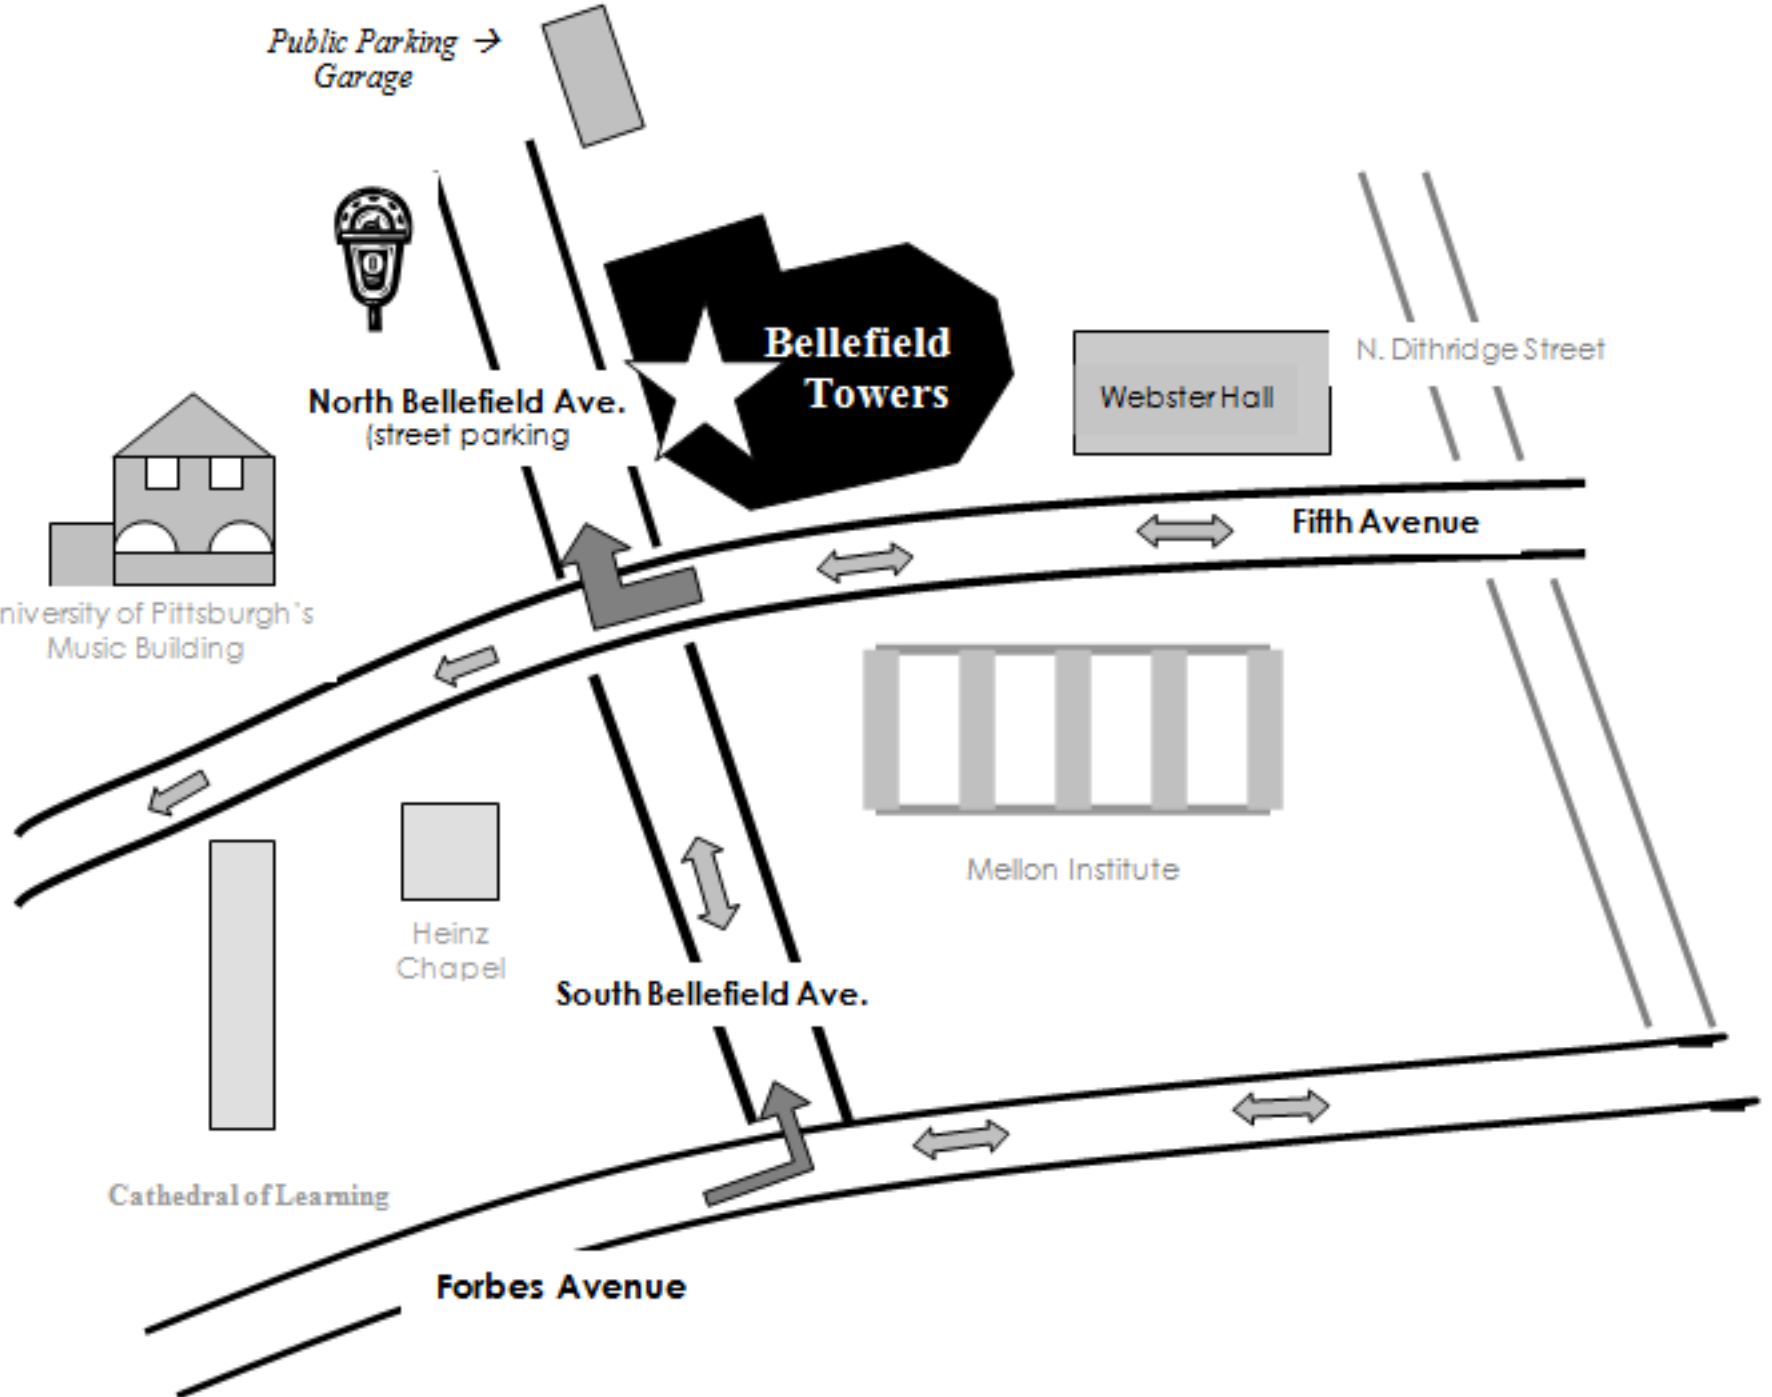 Public Parking →
Garage
Bellefield
Towers
N. Dithridge Street
Webster Hall
North Bellefield Ave.
(street parking
Fifth Avenue
niversity of Pittsburgh's
Music Building
Mellon Institute
Heinz
Chapel
South Bellefield Ave.
Cathedral of Learning
Forbes Avenue